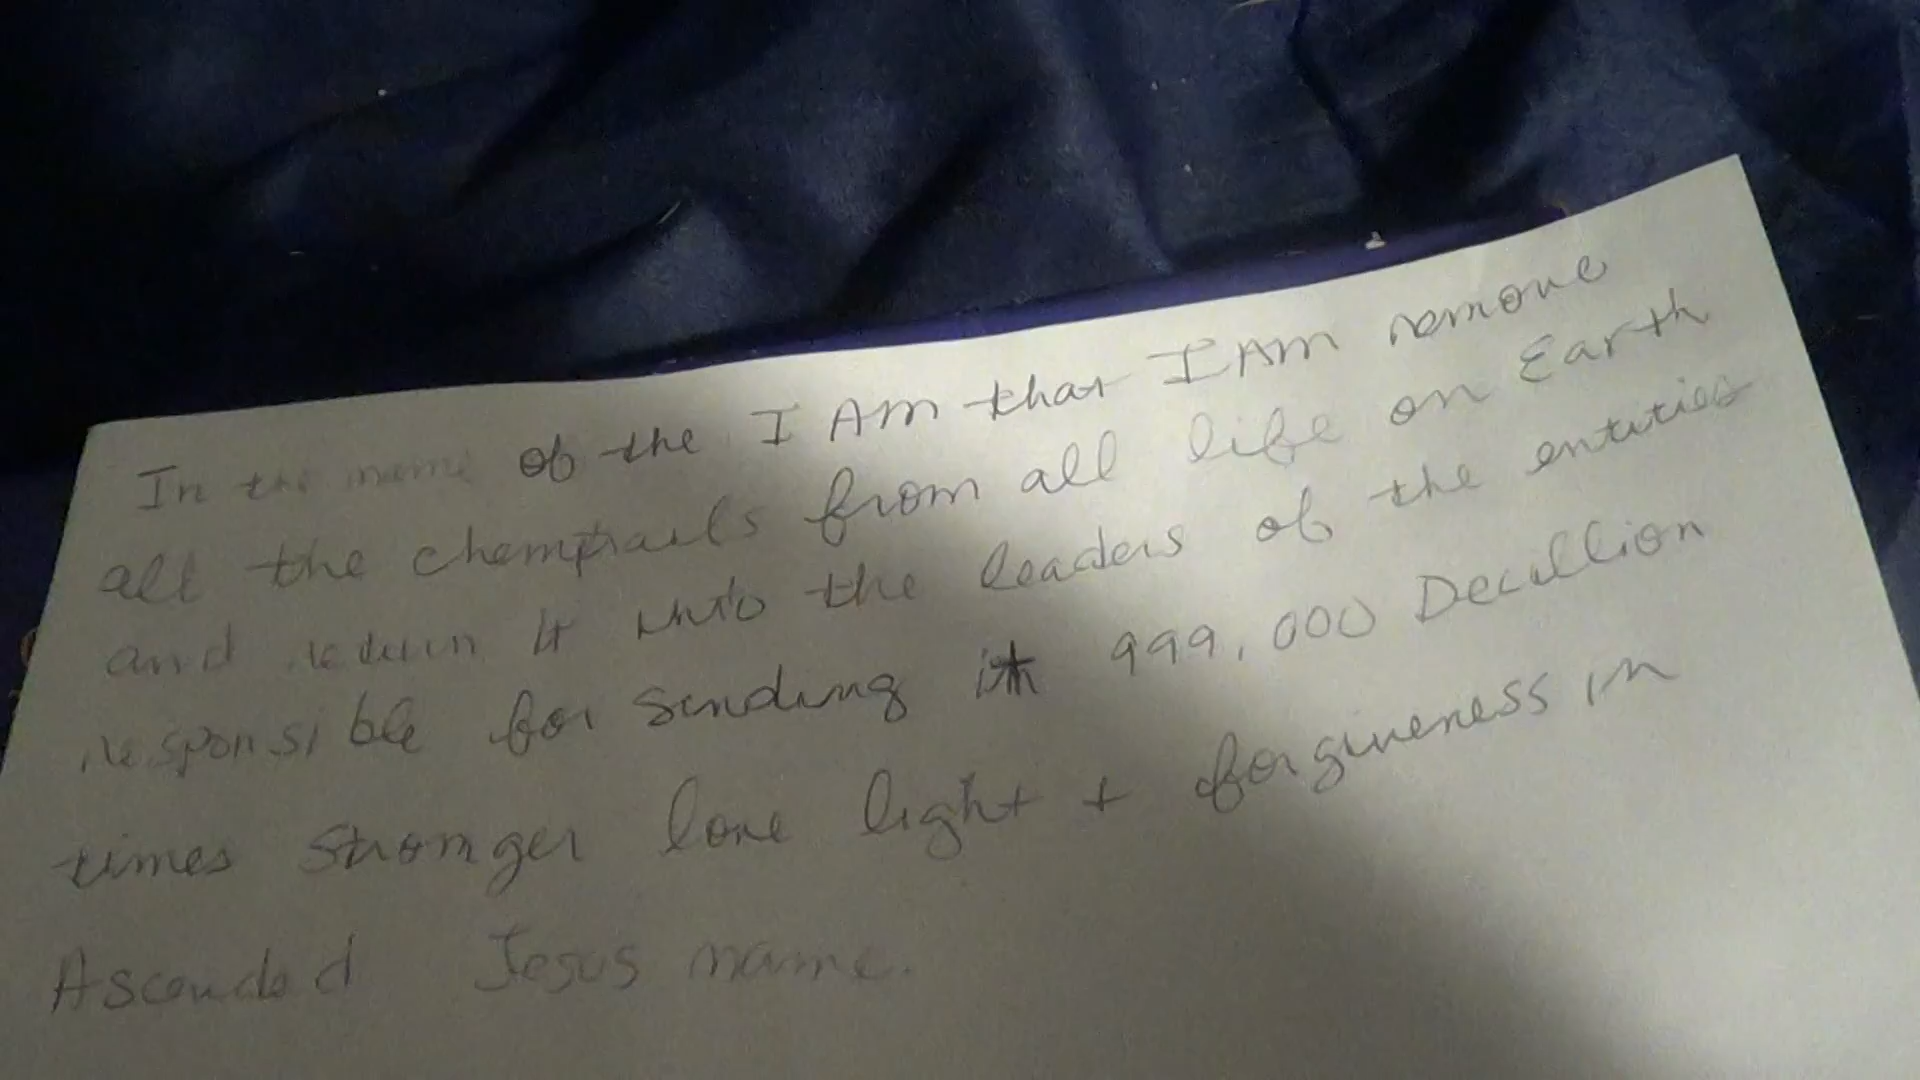 In the name of the I AM that I AM remove
all the chemtrails from all life on Earth
and return it unto the leaders of the entities
responsible for sending it 999,000 Decillion
times stronger love light + forgiveness in
Ascended Jesus name.